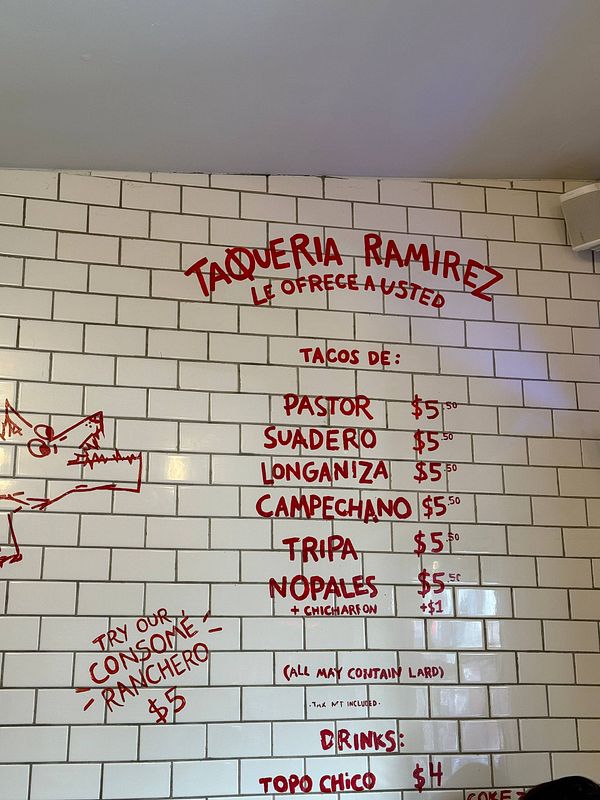 TAQUERIA RAMIREZ
LE OFRECE A USTED
TACOS DE:
PASTOR $5.50
SUADERO $5.50
LONGANIZA $5.50
CAMPECHANO $5.50
TRIPA $5.50
NOPALES $5.50
+ CHICHARRON +$1
(ALL MAY CONTAIN LARD)
·TAX NOT INCLUDED·
TRY OUR
CONSOMÉ
RANCHERO
$5
DRINKS:
TOPO CHICO $4